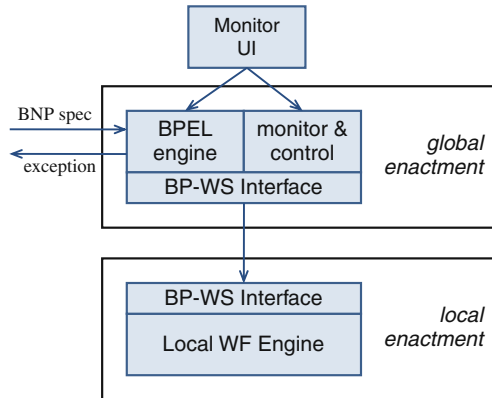 Monitor
UI
BNP spec
exception
BPEL
engine
monitor &
control
BP-WS Interface
global
enactment
BP-WS Interface
Local WF Engine
local
enactment